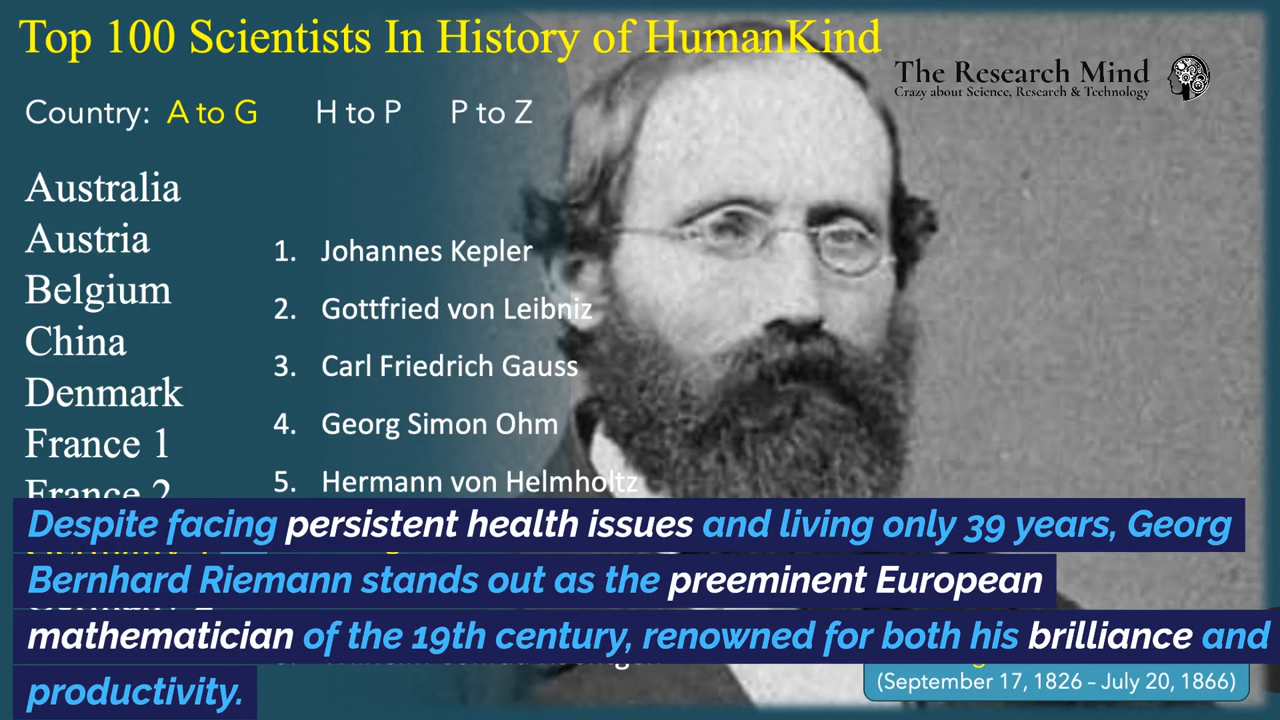 Top 100 Scientists In History of HumanKind
The Research Mind
Crazy about Science, Research & Technology
Country: A to G H to P P to Z
Australia
Austria
Belgium
China
Denmark
France 1
France 2
1. Johannes Kepler
2. Gottfried von Leibniz
3. Carl Friedrich Gauss
4. Georg Simon Ohm
5. Hermann von Helmholtz
Despite facing persistent health issues and living only 39 years, Georg
Bernhard Riemann stands out as the preeminent European
mathematician of the 19th century, renowned for both his brilliance and
productivity.
(September 17, 1826 – July 20, 1866)